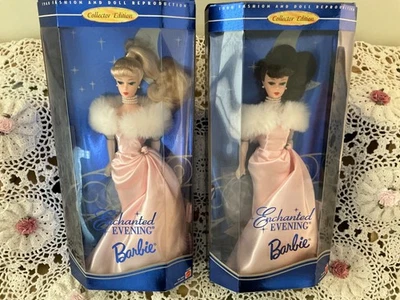 1960 FASHION AND DOLL REPRODUCTION
Collector Edition
Enchanted
EVENING
Barbie
1960 FASHION AND DOLL REPRODUCTION
Collector Edition
Enchanted
EVENING
Barbie